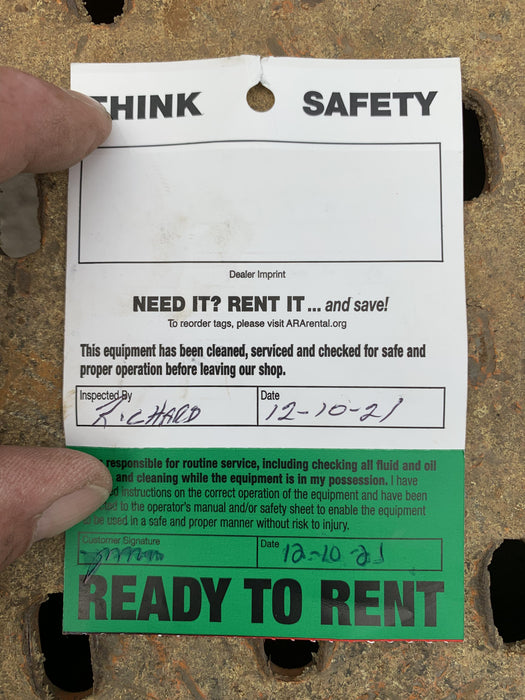 THINK SAFETY
Dealer Imprint
NEED IT? RENT IT ... and save!
To reorder tags, please visit ARArental.org
This equipment has been cleaned, serviced and checked for safe and
proper operation before leaving our shop.
Inspected By Date
RICHARD 12-10-21
responsible for routine service, including checking all fluid and oil
and cleaning while the equipment is in my possession. I have
instructions on the correct operation of the equipment and have been
to the operator's manual and/or safety sheet to enable the equipment
be used in a safe and proper manner without risk to injury.
Customer Signature Date
12-10 21
READY TO RENT